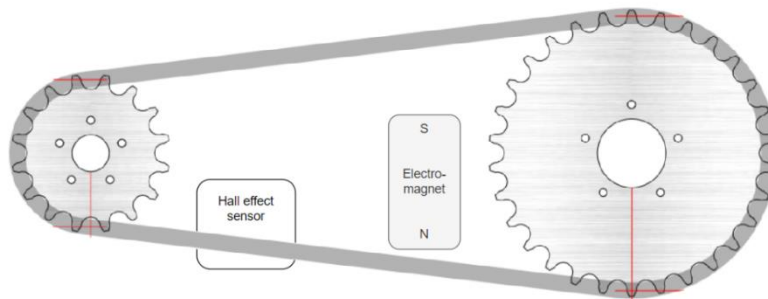 S
Hall effect
sensor
Electro-
magnet
N